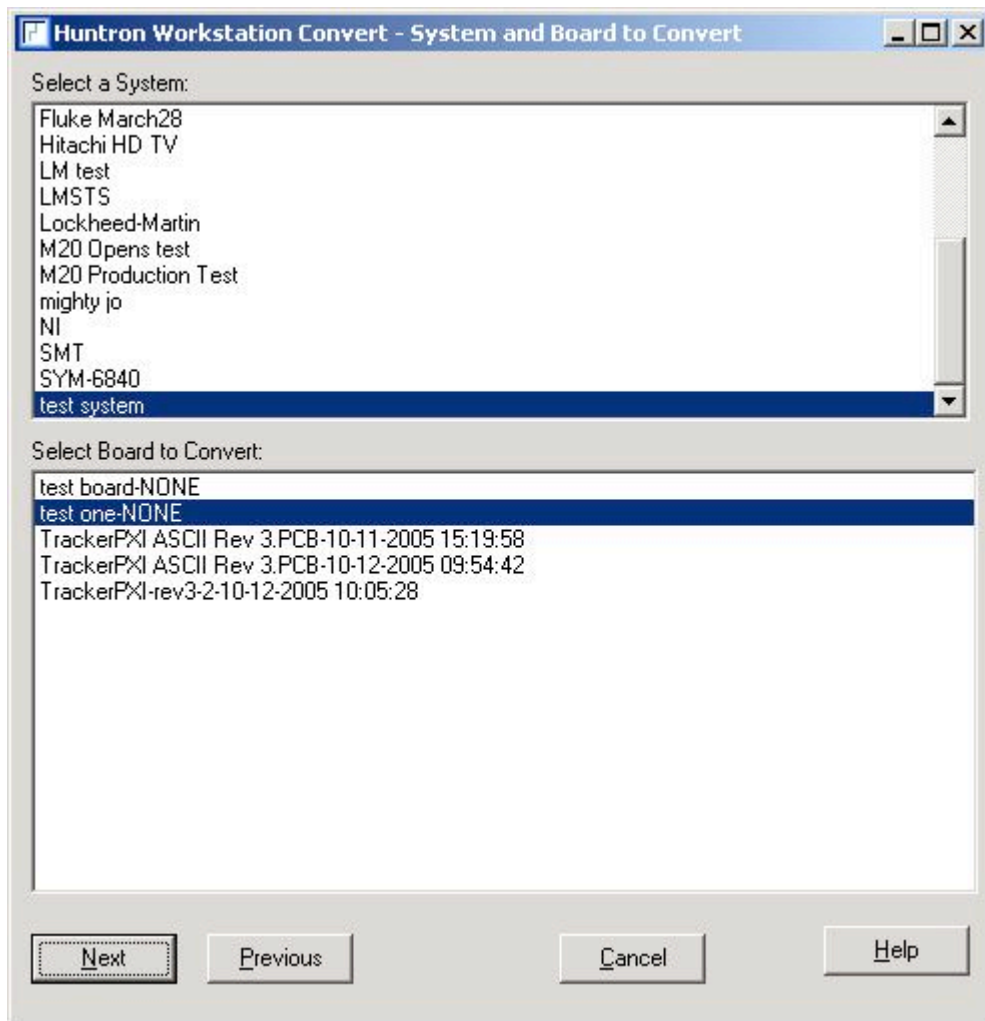 Huntron Workstation Convert - System and Board to Convert
Select a System:
Fluke March28
Hitachi HD TV
LM test
LMSTS
Lockheed-Martin
M20 Opens test
M20 Production Test
mighty jo
NI
SMT
SYM-6840
test system
Select Board to Convert:
test board-NONE
test one-NONE
TrackerPXI ASCII Rev 3.PCB-10-11-2005 15:19:58
TrackerPXI ASCII Rev 3.PCB-10-12-2005 09:54:42
TrackerPXI-rev3-2-10-12-2005 10:05:28
Next Previous Cancel Help